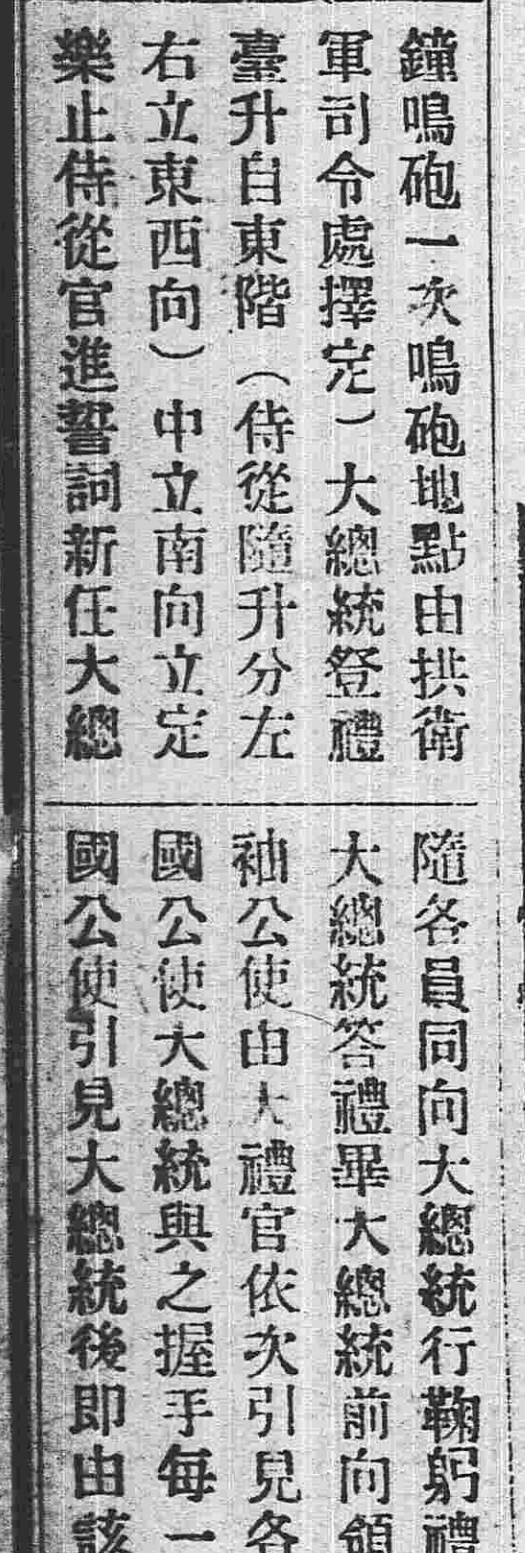 鐘鳴砲一次鳴砲地點由拱衛
軍司令處擇定）大總統登禮
臺升自東階（侍從隨升分左
右立東西向）中立南向立定
樂止侍從官進誓詞新任大總
隨各員同向大總統行鞠躬禮
大總統答禮畢大總統前向領
袖公使由大禮官依次引見各
國公使大總統與之握手每一
國公使引見大總統後即由該